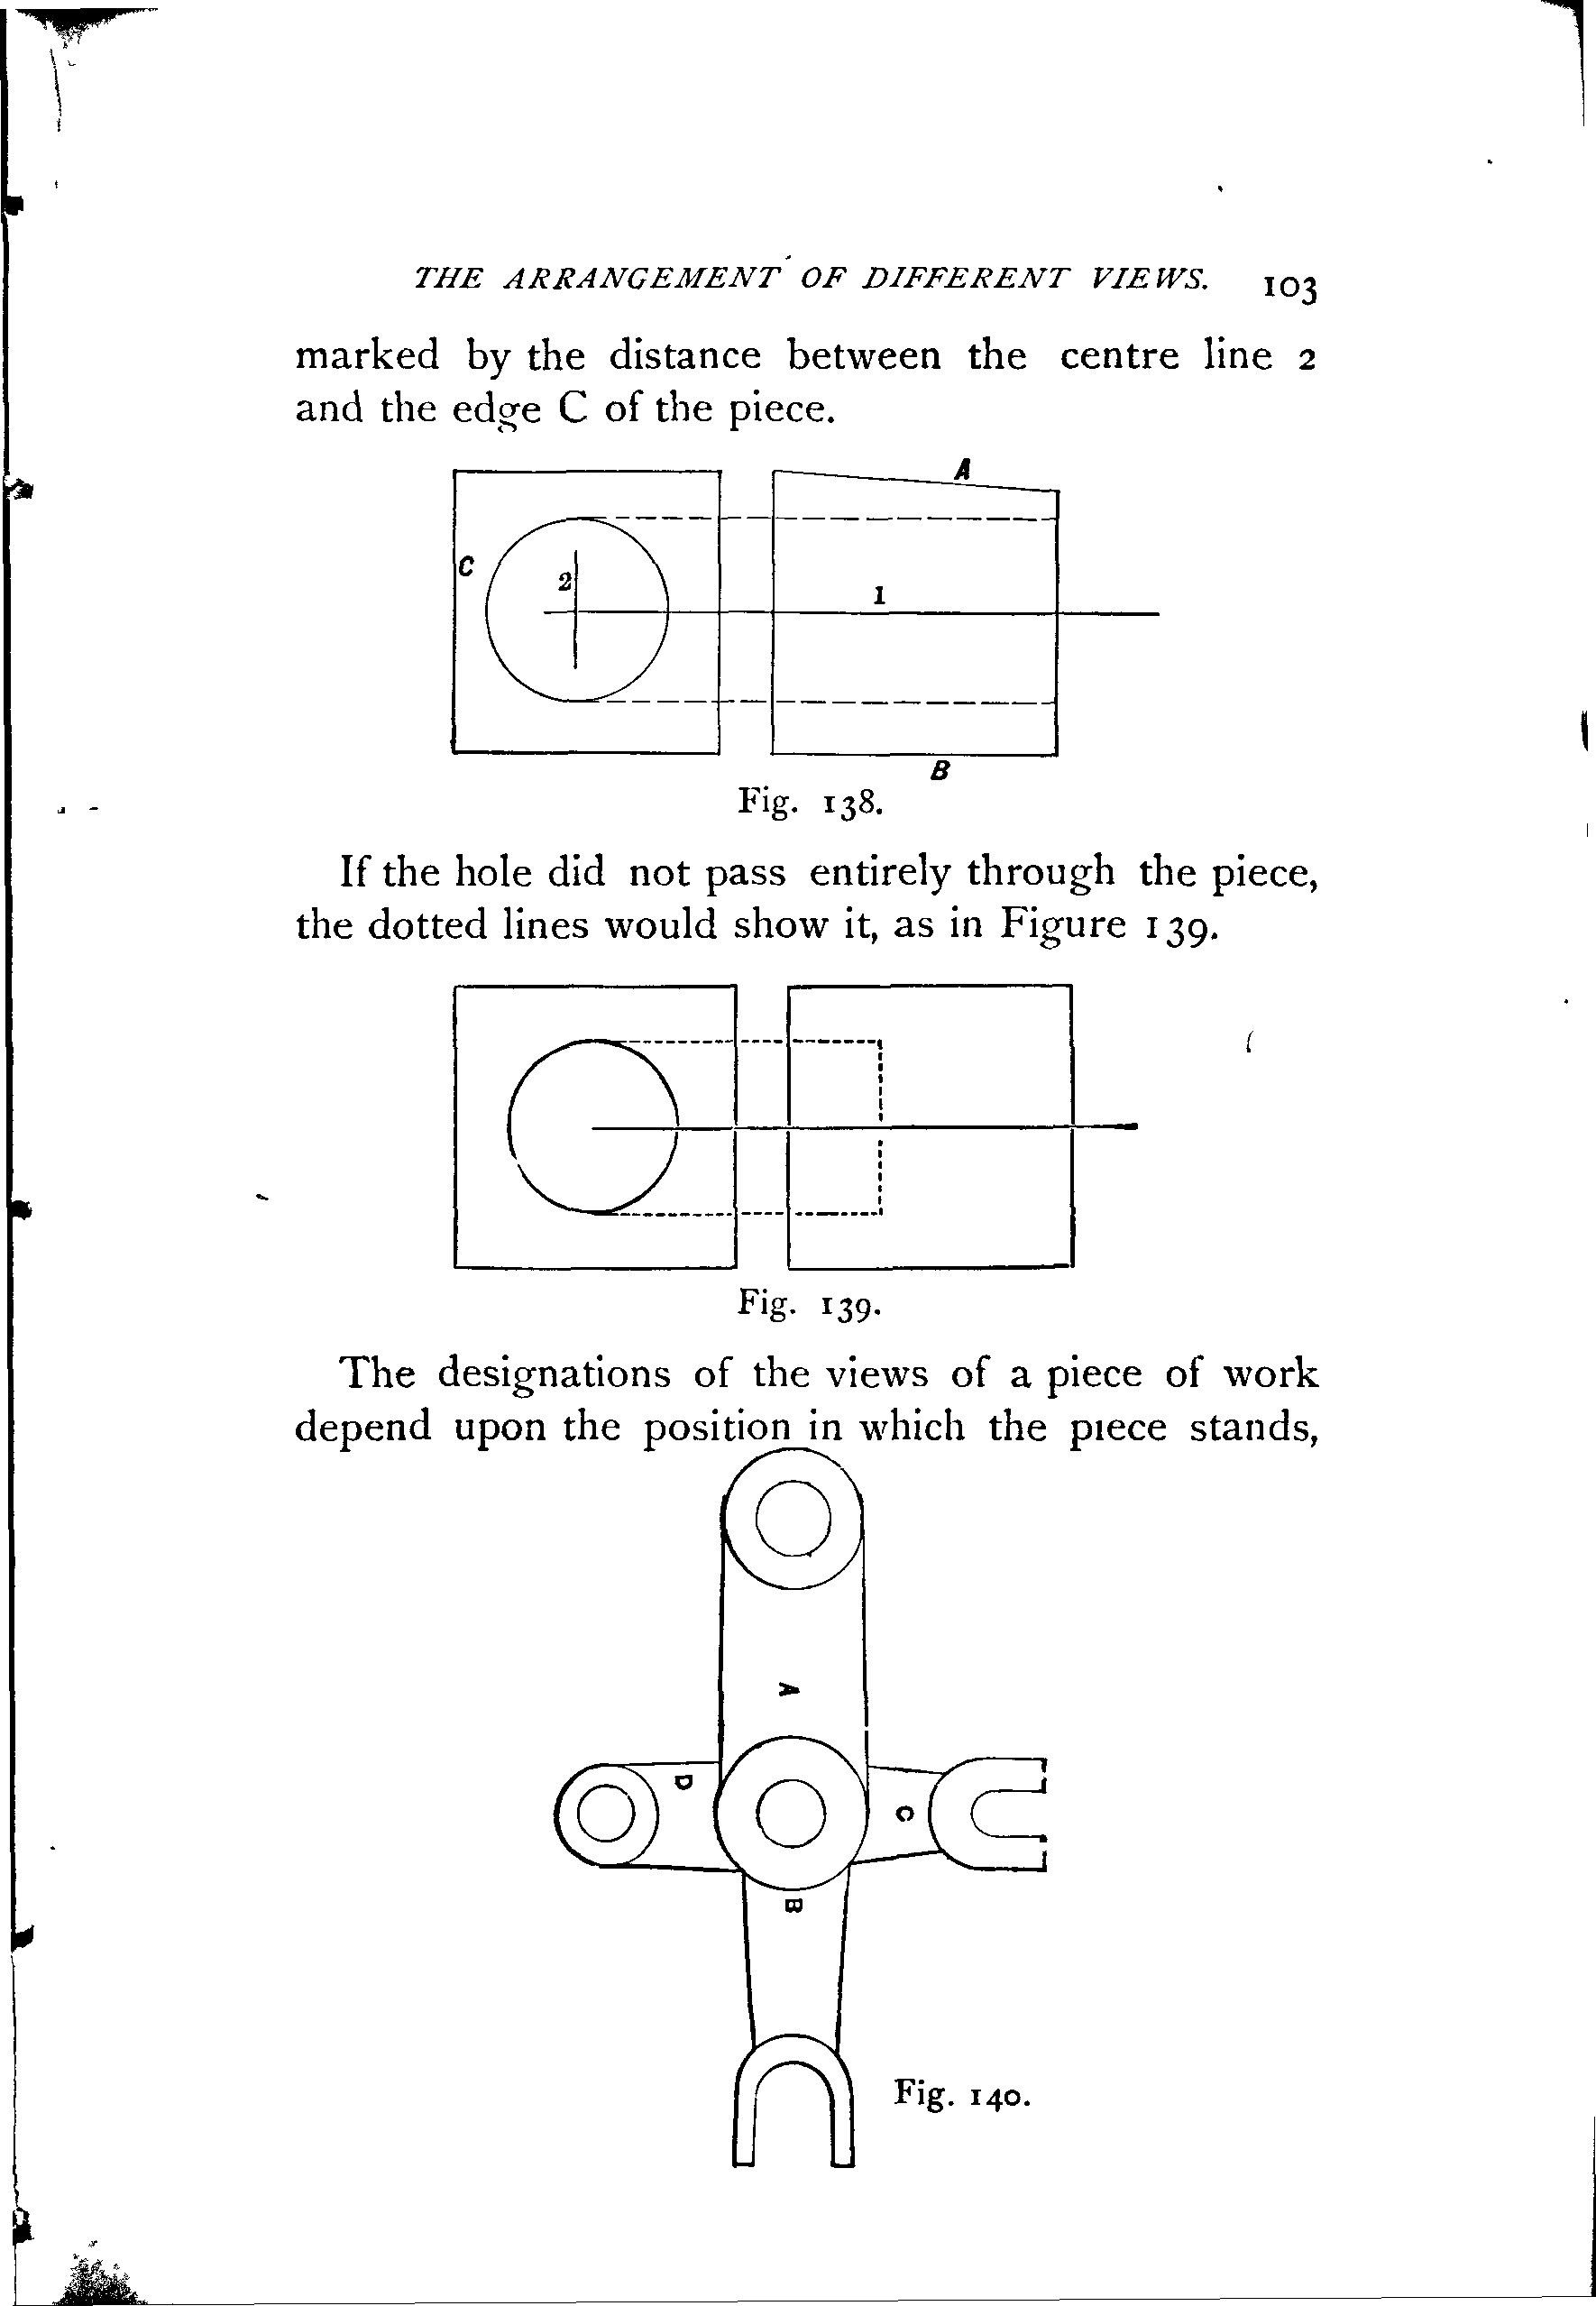 THE ARRANGEMENT OF DIFFERENT VIEWS. 103
marked by the distance between the centre line 2
and the edge C of the piece.
A
C
2
1
B
Fig. 138.
If the hole did not pass entirely through the piece,
the dotted lines would show it, as in Figure 139.
Fig. 139.
The designations of the views of a piece of work
depend upon the position in which the piece stands,
A
D
C
B
Fig. 140.